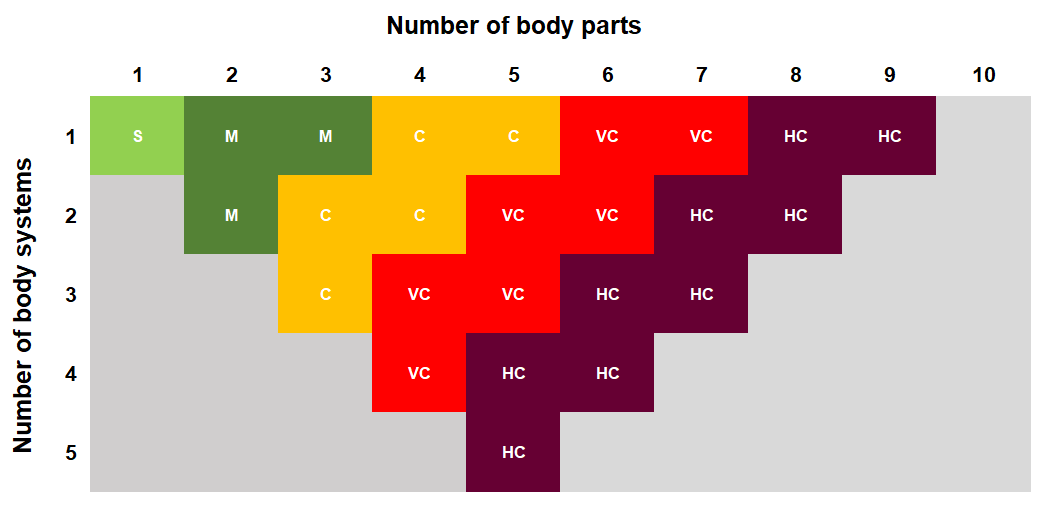 Number of body parts
1 2 3 4 5 6 7 8 9 10
Number of body systems
1 S M M C C VC VC HC HC
2 M C C VC VC HC HC
3 C VC VC HC HC
4 VC HC HC
5 HC